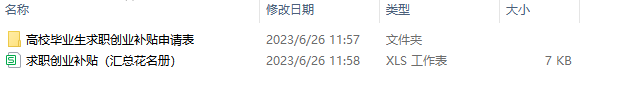 名称 修改日期 类型 大小
高校毕业生求职创业补贴申请表 2023/6/26 11:57 文件夹
求职创业补贴（汇总花名册） 2023/6/26 11:58 XLS 工作表 7 KB